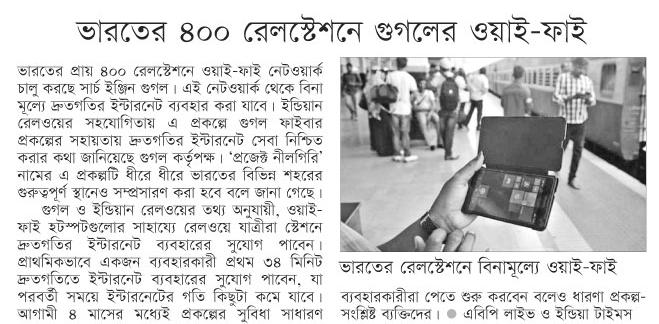 ভারতের ৪০০ রেলস্টেশনে গুগলের ওয়াই-ফাই
ভারতের প্রায় ৪০০ রেলস্টেশনে ওয়াই-ফাই নেটওয়ার্ক
চালু করছে সার্চ ইঞ্জিন গুগল। এই নেটওয়ার্ক থেকে বিনা
মূল্যে দ্রুতগতির ইন্টারনেট ব্যবহার করা যাবে। ইন্ডিয়ান
রেলওয়ের সহযোগিতায় এ প্রকল্পে গুগল ফাইবার
প্রকল্পের সহায়তায় দ্রুতগতির ইন্টারনেট সেবা নিশ্চিত
করার কথা জানিয়েছে গুগল কর্তৃপক্ষ। ‘প্রজেক্ট নীলগিরি’
নামের এ প্রকল্পটি ধীরে ধীরে ভারতের বিভিন্ন শহরের
গুরুত্বপূর্ণ স্থানেও সম্প্রসারণ করা হবে বলে জানা গেছে।
গুগল ও ইন্ডিয়ান রেলওয়ের তথ্য অনুযায়ী, ওয়াই-
ফাই হটস্পটগুলোর সাহায্যে রেলওয়ে যাত্রীরা স্টেশনে
দ্রুতগতির ইন্টারনেট ব্যবহারের সুযোগ পাবেন।
প্রাথমিকভাবে একজন ব্যবহারকারী প্রথম ৩৪ মিনিট
দ্রুতগতিতে ইন্টারনেট ব্যবহারের সুযোগ পাবেন, যা
পরবর্তী সময়ে ইন্টারনেটের গতি কিছুটা কমে যাবে।
আগামী ৪ মাসের মধ্যেই প্রকল্পের সুবিধা সাধারণ
ভারতের রেলস্টেশনে বিনামূল্যে ওয়াই-ফাই
ব্যবহারকারীরা পেতে শুরু করবেন বলেও ধারণা প্রকল্প-
সংশ্লিষ্ট ব্যক্তিদের। ● এবিপি লাইভ ও ইন্ডিয়া টাইমস